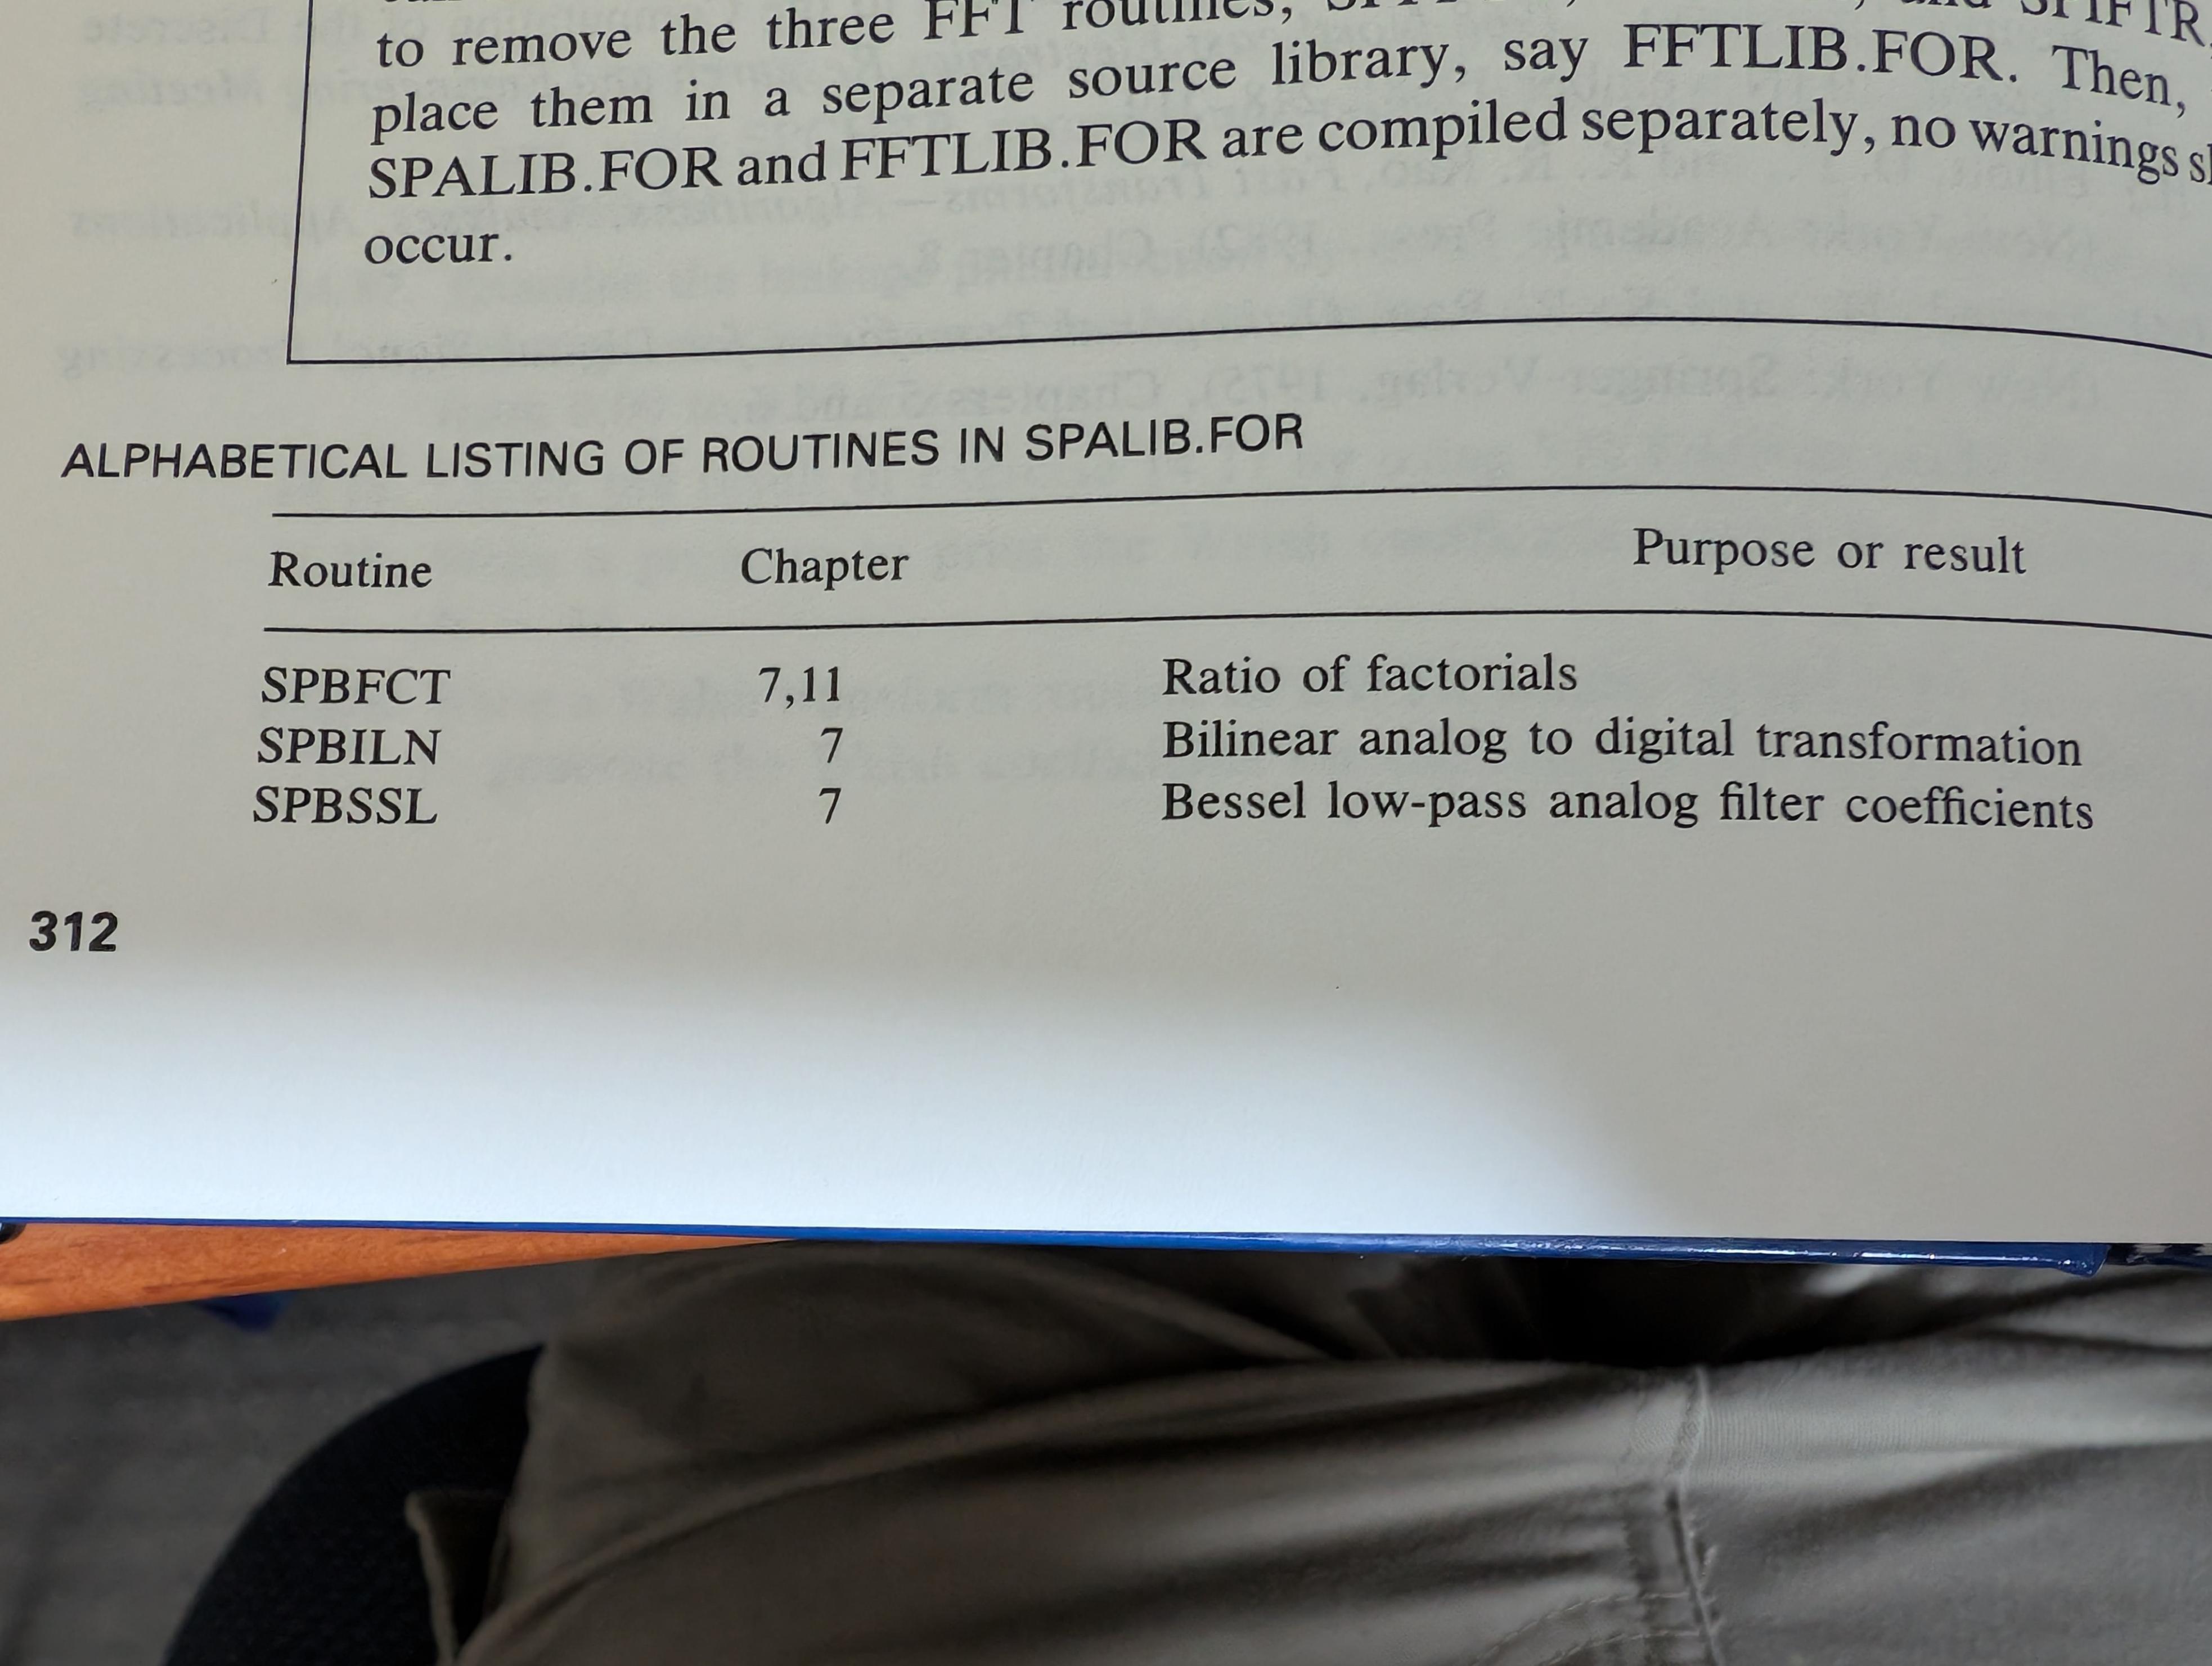 to remove the three FFT routines,
place them in a separate source library, say FFTLIB.FOR. Then,
SPALIB.FOR and FFTLIB.FOR are compiled separately, no warnings
occur.
ALPHABETICAL LISTING OF ROUTINES IN SPALIB.FOR
Routine Chapter Purpose or result
SPBFCT 7,11 Ratio of factorials
SPBILN 7 Bilinear analog to digital transformation
SPBSSL 7 Bessel low-pass analog filter coefficients
312